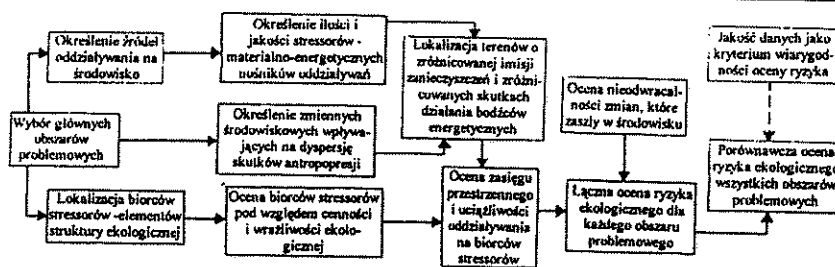 Określenie źródeł
oddziaływania na
środowisko
Określenie ilości i
jakości stressorów -
materialno-energetycznych
nośników oddziaływań
Lokalizacja terenów o
zróżnicowanej imisji
zanieczyszczeń i zróżni-
cowanych skutkach
działania bodźców
energetycznych
Jakość danych jako
kryterium wiarygod-
ności oceny ryzyka
Ocena nieodwracal-
ności zmian, które
zaszły w środowisku
Wybór głównych
obszarów
problemowych
Określenie zmiennych
środowiskowych wpływa-
jących na dyspersję
skutków antropopresji
Lokalizacja biorców
stressorów -elementów
struktury ekologicznej
Ocena biorców stressorów
pod względem cenności
i wrażliwości ekolo-
gicznej
Ocena zasięgu
przestrzennego
i uciążliwości
oddziaływania
na biorców
stressorów
Łączna ocena ryzyka
ekologicznego dla
każdego obszaru
problemowego
Porównawcza ocena
ryzyka ekologicznego
wszystkich obszarów
problemowych